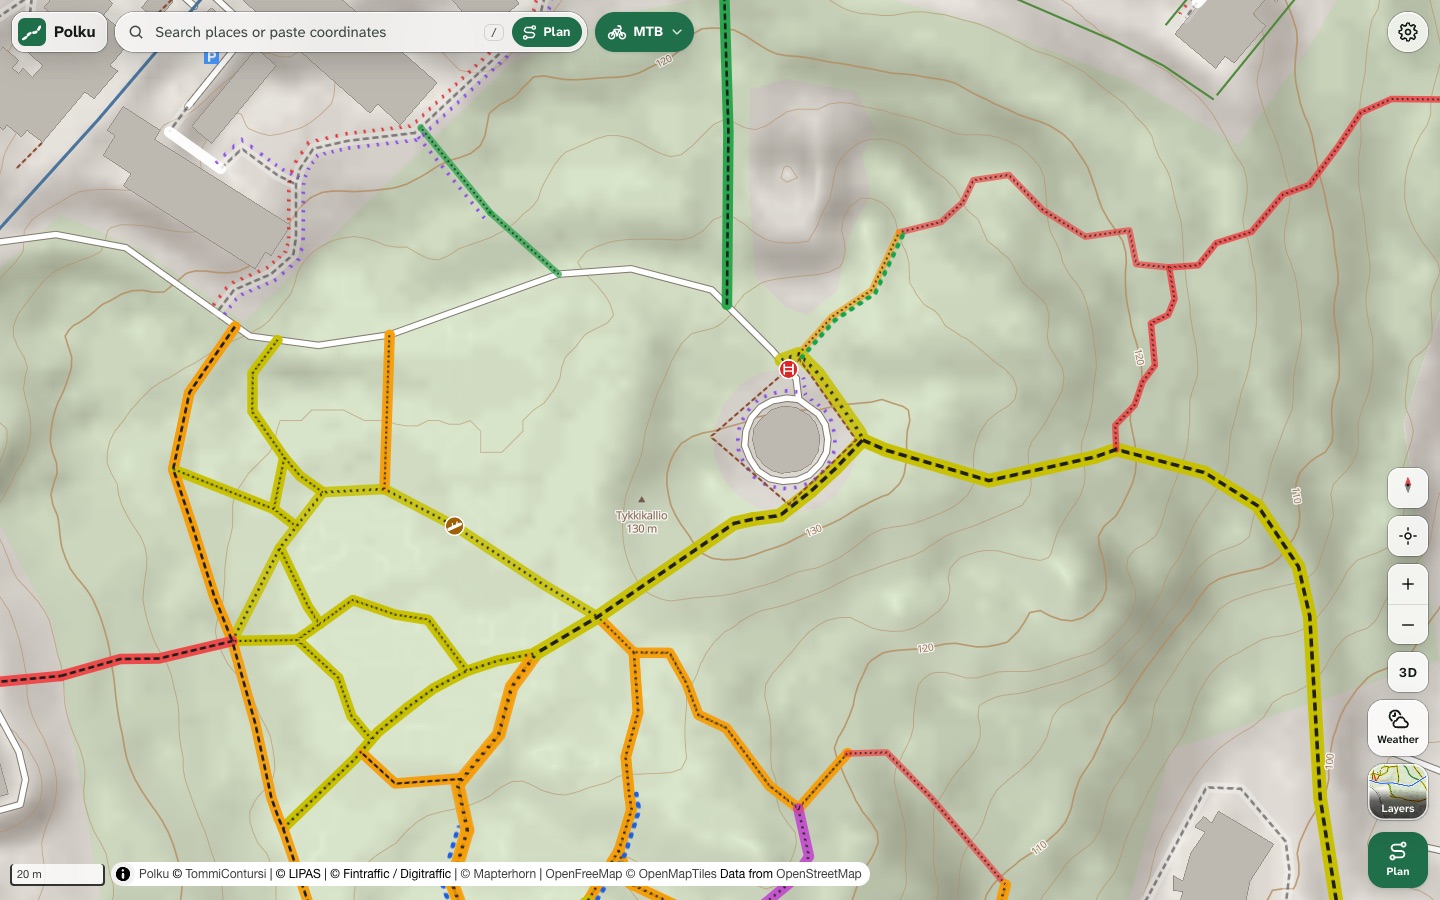 Polku
Search places or paste coordinates
/
Plan
MTB
P
120
120
110
Tykkikallio
130 m
130
120
110
100
3D
Weather
Layers
Plan
20 m
Polku © TommiContursi | © LIPAS | © Fintraffic / Digitraffic | © Mapterhorn | OpenFreeMap © OpenMapTiles Data from OpenStreetMap